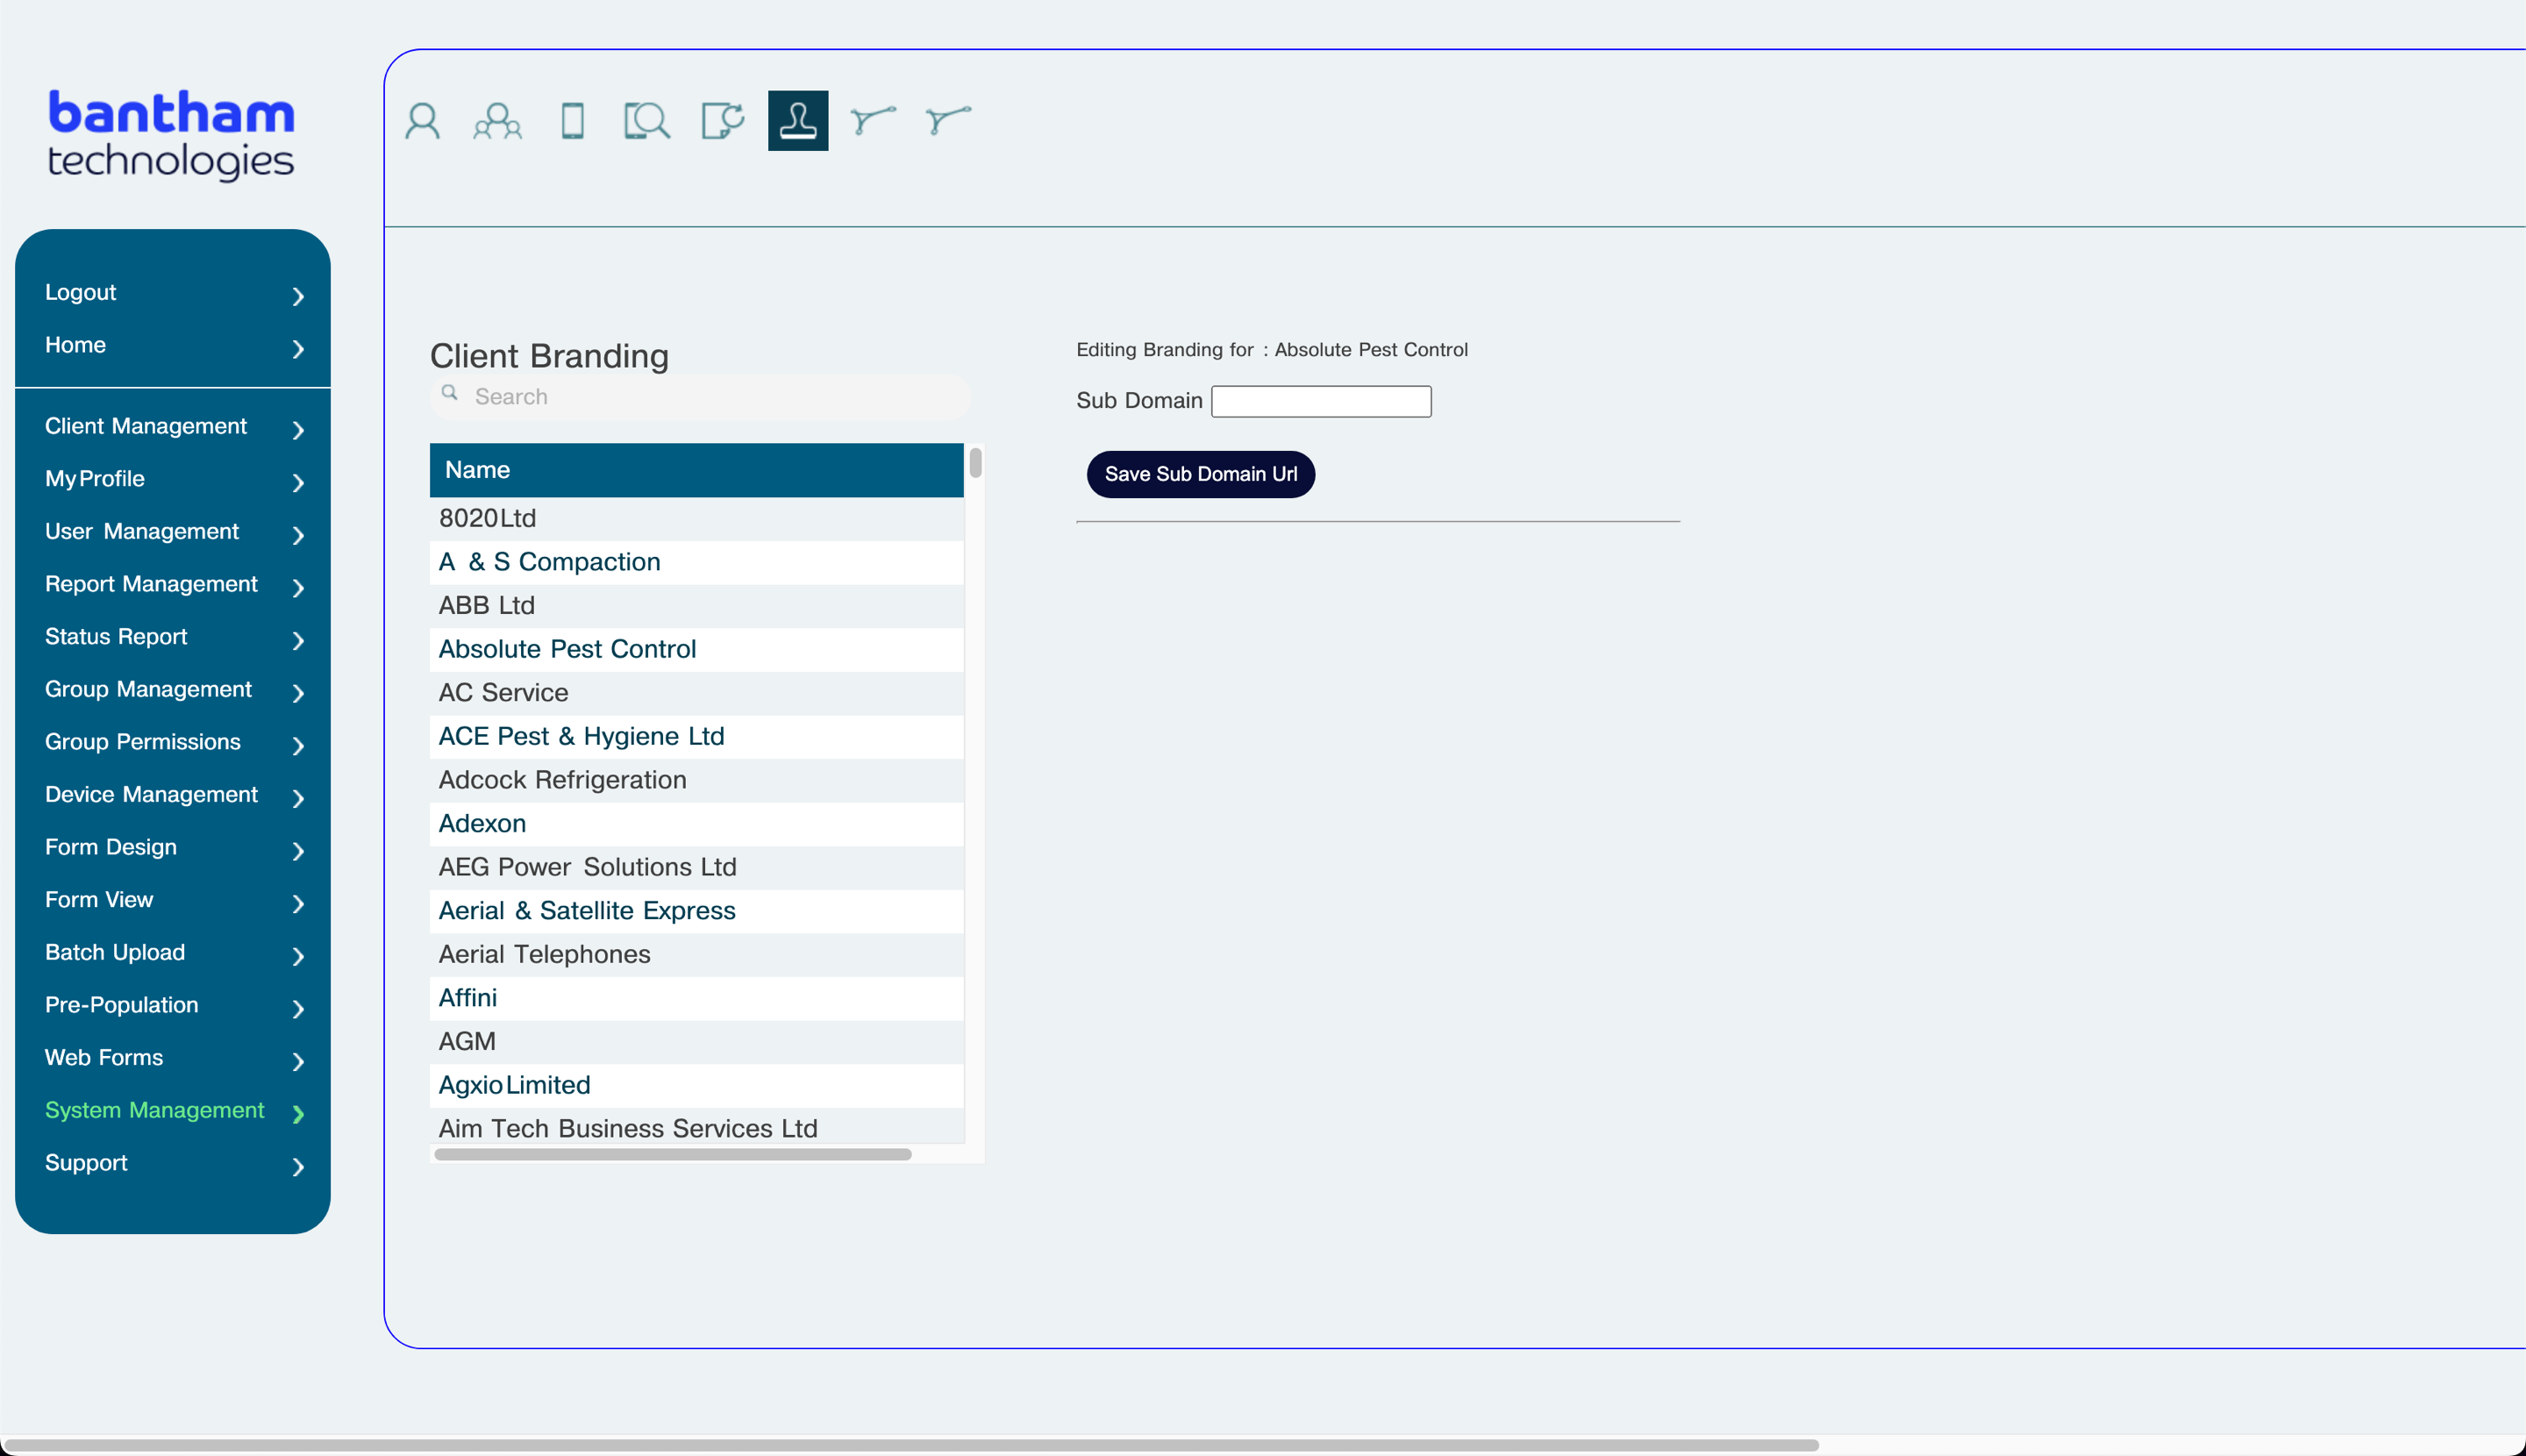 bantham
technologies
Logout
Home
Client Management
My Profile
User Management
Report Management
Status Report
Group Management
Group Permissions
Device Management
Form Design
Form View
Batch Upload
Pre-Population
Web Forms
System Management
Support
Client Branding
Search
Name
8020 Ltd
A & S Compaction
ABB Ltd
Absolute Pest Control
AC Service
ACE Pest & Hygiene Ltd
Adcock Refrigeration
Adexon
AEG Power Solutions Ltd
Aerial & Satellite Express
Aerial Telephones
Affini
AGM
Agxio Limited
Aim Tech Business Services Ltd
Editing Branding for : Absolute Pest Control
Sub Domain
Save Sub Domain Url